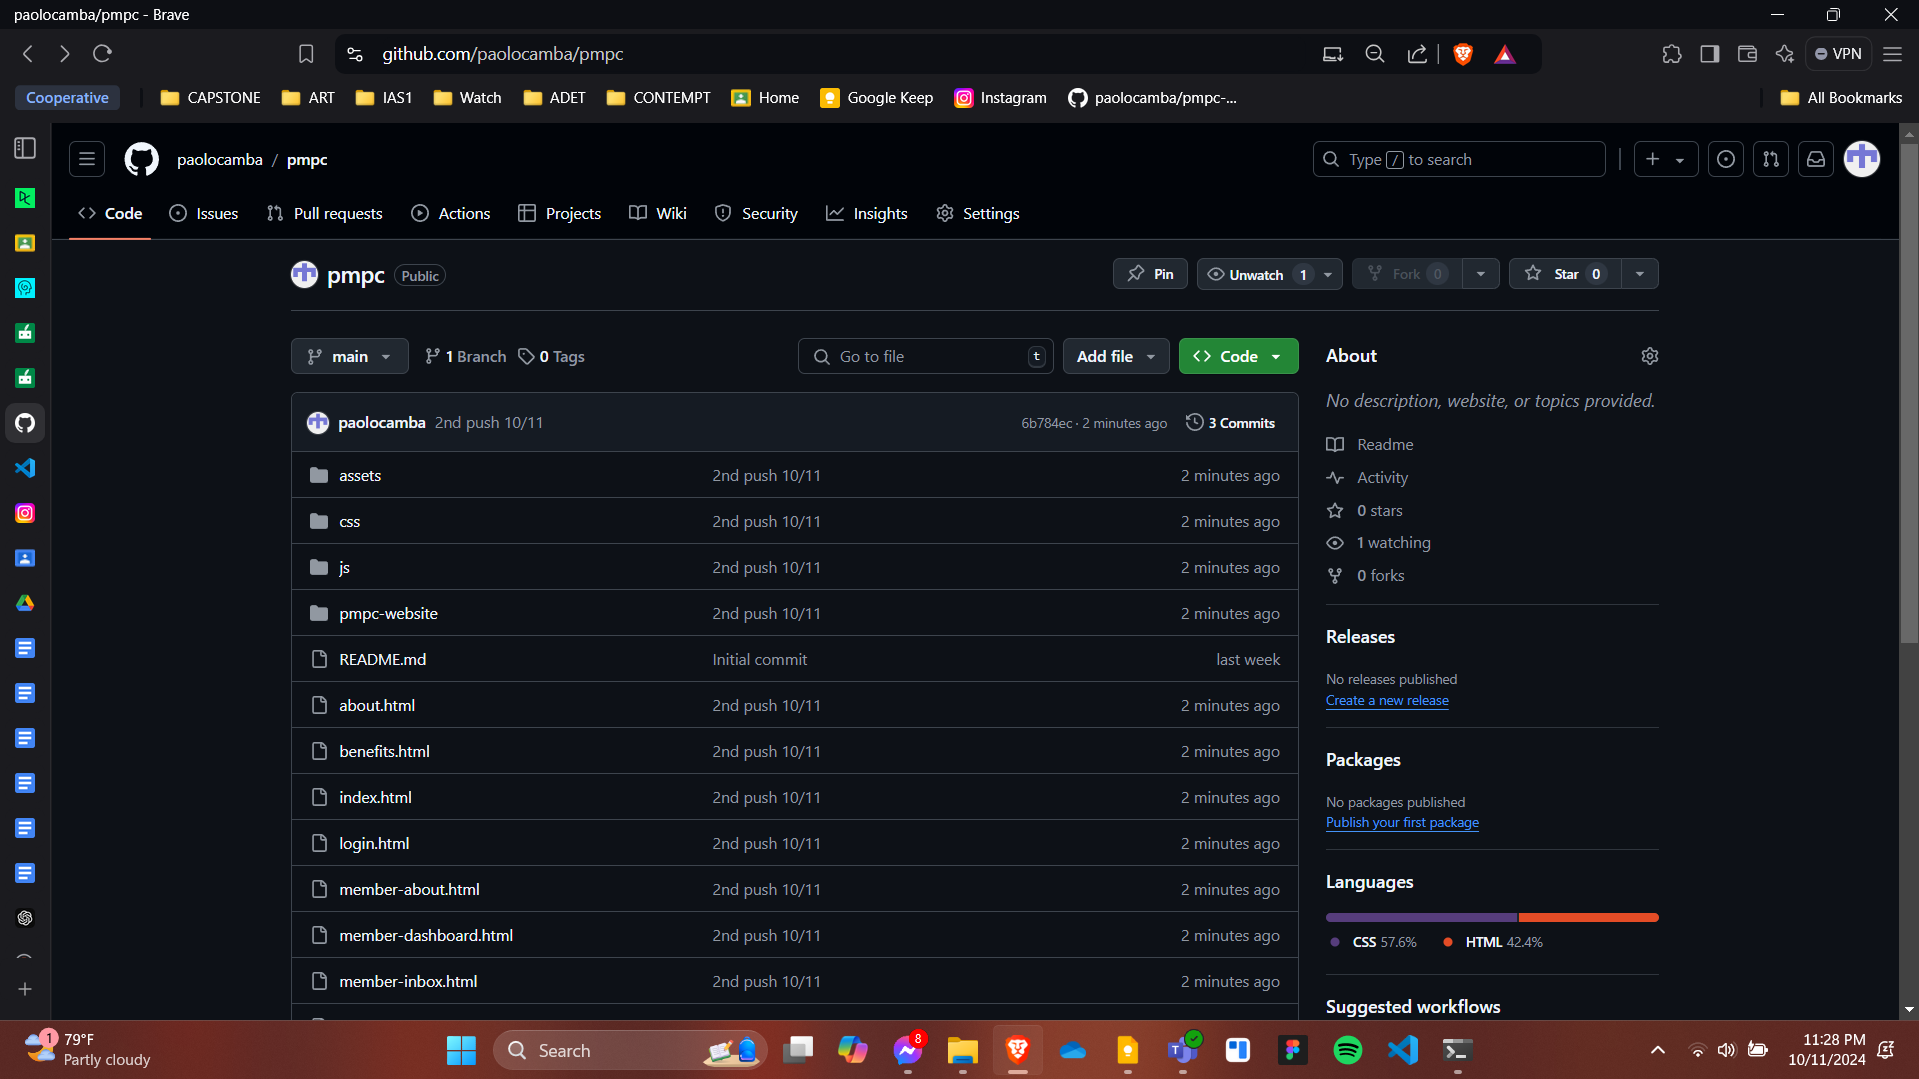 paolocamba/pmpc - Brave
github.com/paolocamba/pmpc
VPN
Cooperative
CAPSTONE
ART
IAS1
Watch
ADET
CONTEMPT
Home
Google Keep
Instagram
paolocamba/pmpc-...
All Bookmarks
paolocamba / pmpc
Type / to search
Code
Issues
Pull requests
Actions
Projects
Wiki
Security
Insights
Settings
pmpc Public
Pin
Unwatch 1
Fork 0
Star 0
main
1 Branch
0 Tags
Go to file t
Add file
Code
paolocamba 2nd push 10/11
6b784ec · 2 minutes ago
3 Commits
assets 2nd push 10/11 2 minutes ago
css 2nd push 10/11 2 minutes ago
js 2nd push 10/11 2 minutes ago
pmpc-website 2nd push 10/11 2 minutes ago
README.md Initial commit last week
about.html 2nd push 10/11 2 minutes ago
benefits.html 2nd push 10/11 2 minutes ago
index.html 2nd push 10/11 2 minutes ago
login.html 2nd push 10/11 2 minutes ago
member-about.html 2nd push 10/11 2 minutes ago
member-dashboard.html 2nd push 10/11 2 minutes ago
member-inbox.html 2nd push 10/11 2 minutes ago
About
No description, website, or topics provided.
Readme
Activity
0 stars
1 watching
0 forks
Releases
No releases published
Create a new release
Packages
No packages published
Publish your first package
Languages
CSS 57.6%
HTML 42.4%
Suggested workflows
1
79°F
Partly cloudy
Search
8
11:28 PM
10/11/2024